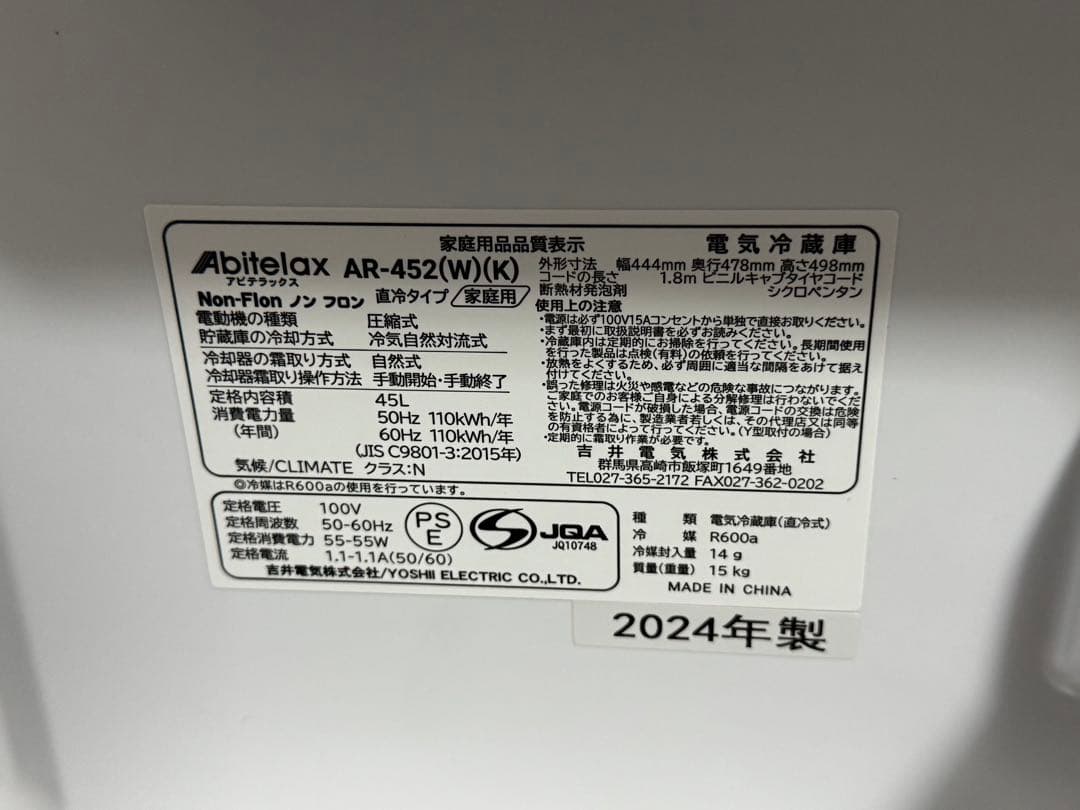 家庭用品品質表示
電気冷蔵庫
Abitelax AR-452(W)(K)
アビテラックス
Non-Flon ノン フロン 直冷タイプ 家庭用
電動機の種類 圧縮式
貯蔵庫の冷却方式 冷気自然対流式
冷却器の霜取り方式 自然式
冷却器霜取り操作方法 手動開始・手動終了
定格内容積 45L
消費電力量 50Hz 110kWh/年
(年間) 60Hz 110kWh/年
(JIS C9801-3:2015年)
気候/CLIMATE クラス:N
◎冷媒はR600aの使用を行っています。
外形寸法 幅444mm 奥行478mm 高さ498mm
コードの長さ 1.8m ビニルキャブタイヤコード
断熱材発泡剤 シクロペンタン
使用上の注意
・電源は必ず100V15Aコンセントから単独で直接お取りください。
・まず最初に取扱説明書を必ずお読みください。
・冷蔵庫内は定期的にお掃除を行ってください。長期間使用
を行った製品は点検(有料)の依頼を行ってください。
・放熱をよくするため、必ず周囲に適当な間隔をあけて据え
付けてください。
・誤った修理は火災や感電などの危険な事故につながります。
ご家庭でのお客様ご自身による分解修理は行わないでくだ
さい。電源コードが破損した場合、電源コードの交換は危険
を防止する為に、製造業者若しくは、その代理店又は同等
の有資格者によって行ってください。(Y型取付の場合)
・定期的に霜取り作業が必要です。
吉井電気株式会社
群馬県高崎市飯塚町1649番地
TEL027-365-2172 FAX027-362-0202
定格電圧 100V
定格周波数 50-60Hz
定格消費電力 55-55W
定格電流 1.1-1.1A(50/60)
PS
E
JQA
JQ10748
吉井電気株式会社/YOSHII ELECTRIC CO.,LTD.
種類 電気冷蔵庫(直冷式)
冷媒 R600a
冷媒封入量 14g
質量(重量) 15kg
MADE IN CHINA
2024年製